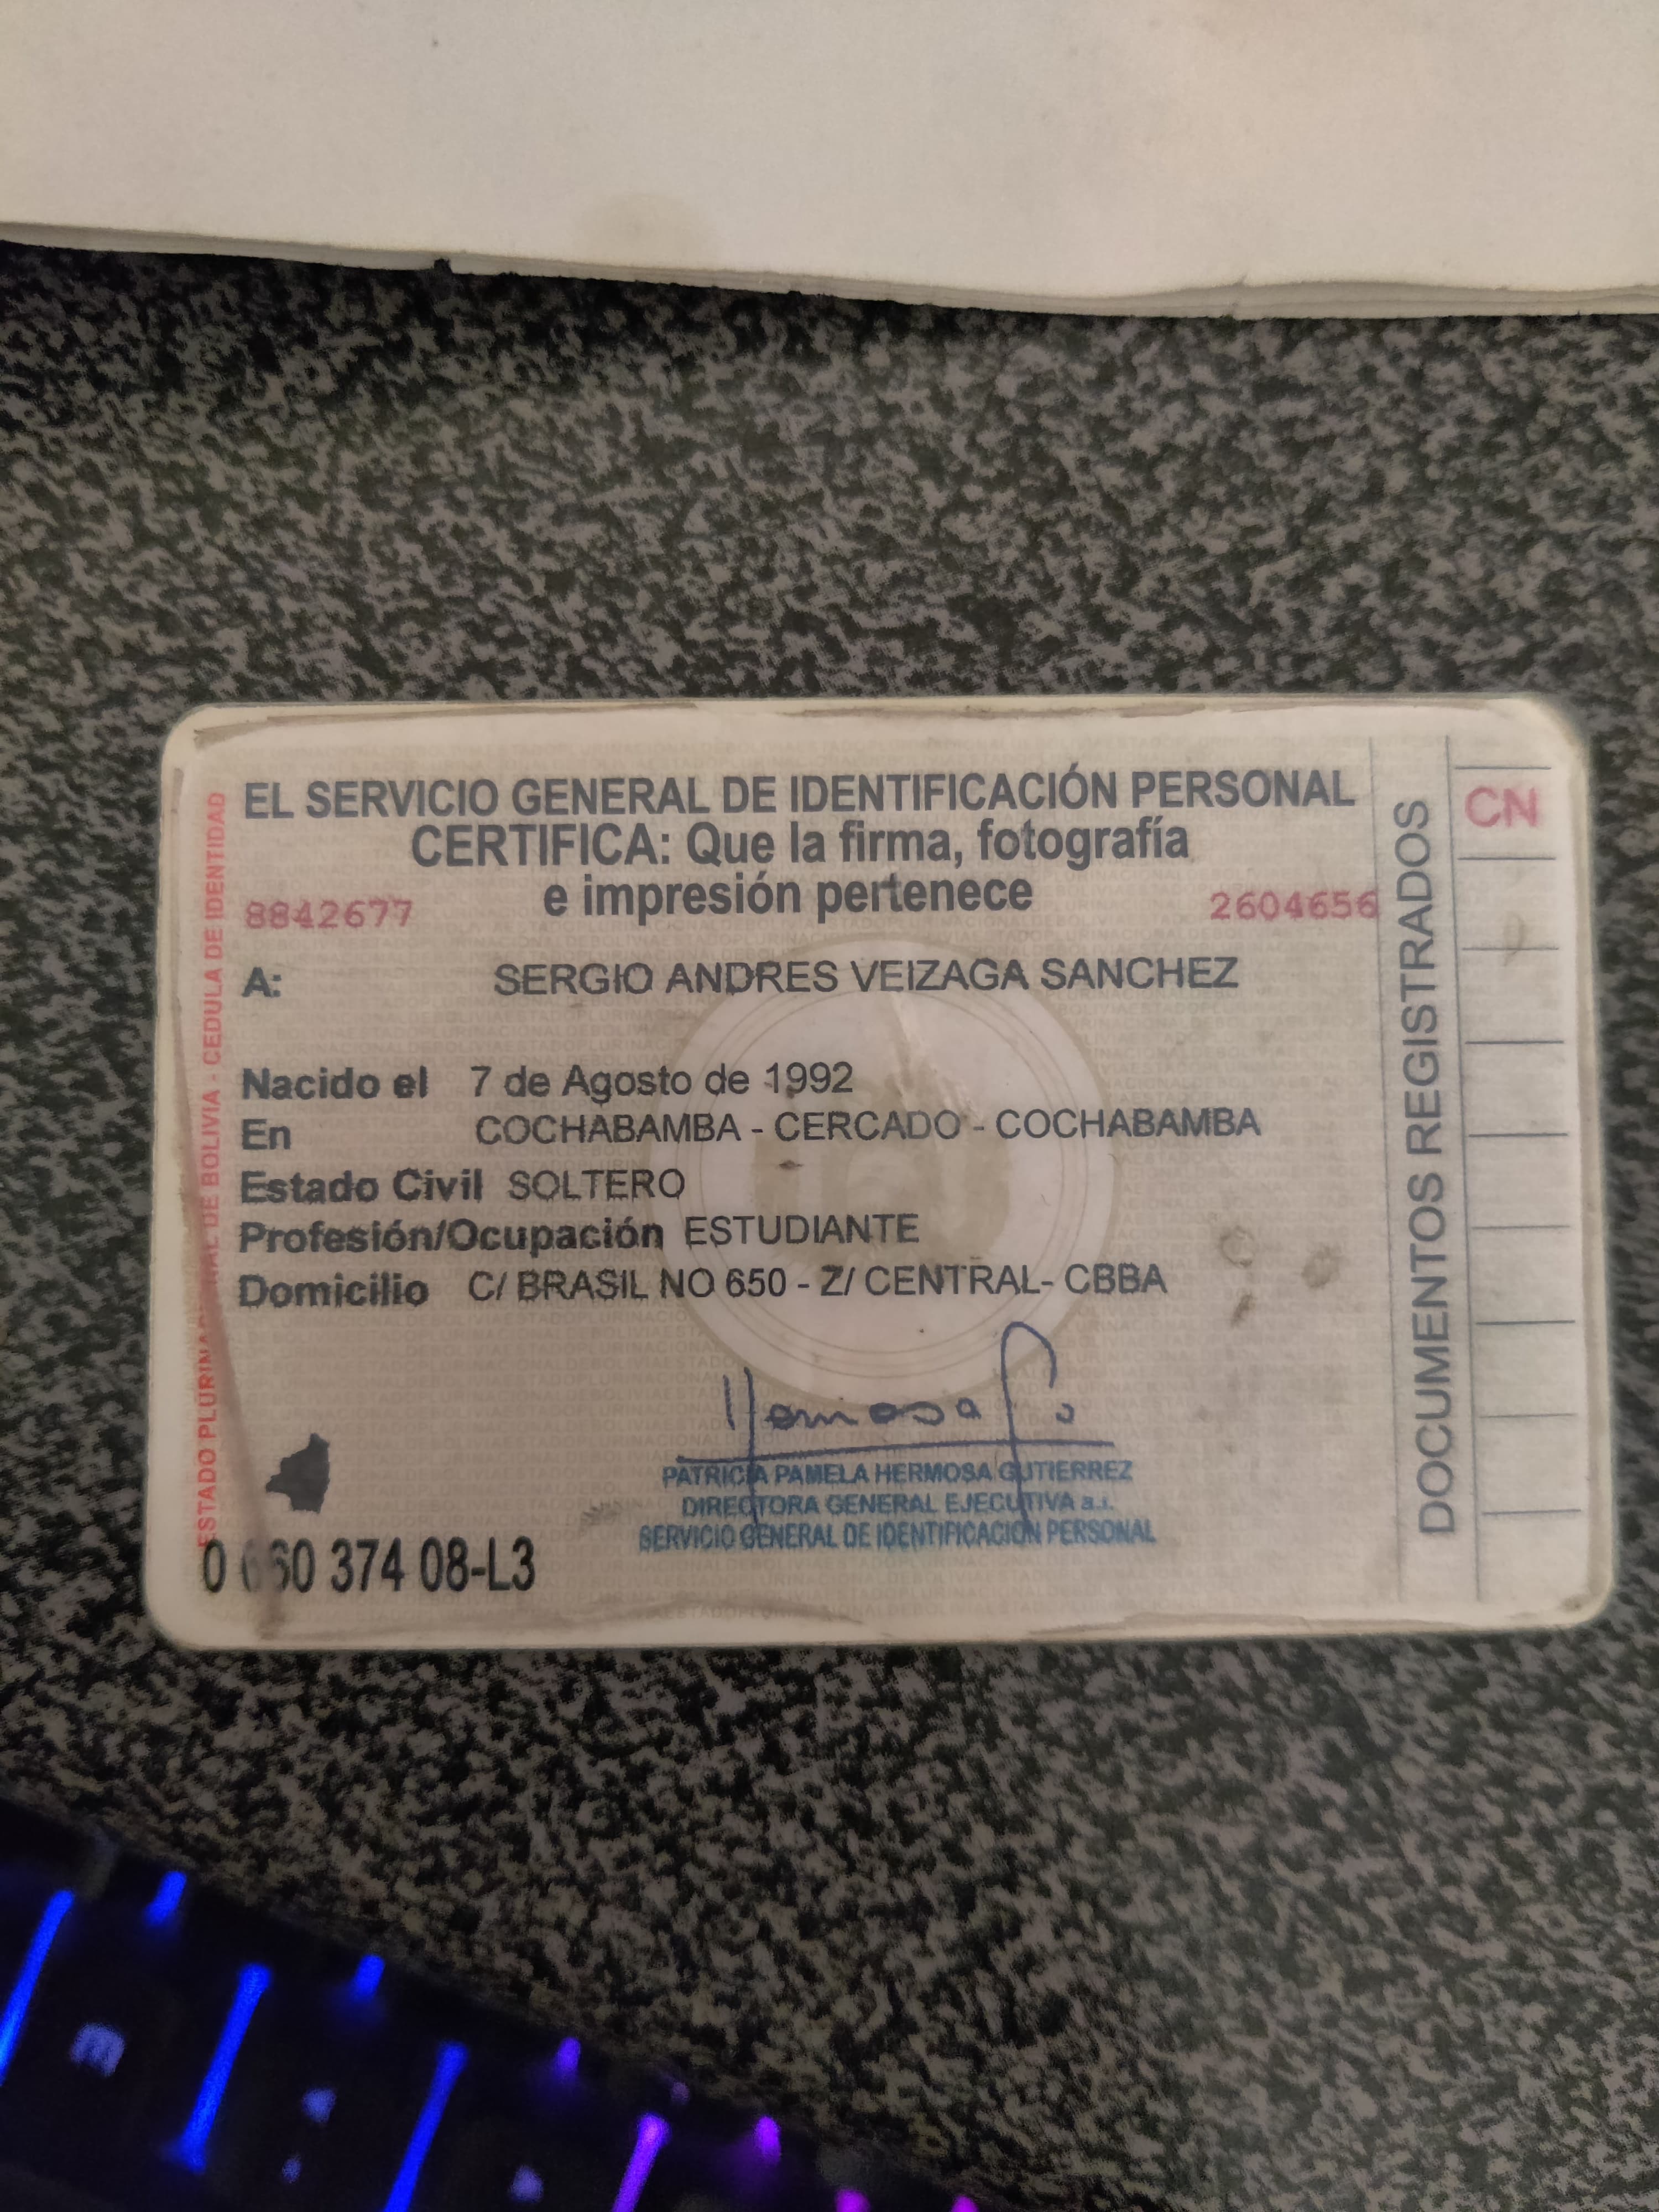 EL SERVICIO GENERAL DE IDENTIFICACIÓN PERSONAL
CERTIFICA: Que la firma, fotografía
e impresión pertenece
8842677
2604656
A: SERGIO ANDRES VEIZAGA SANCHEZ
Nacido el 7 de Agosto de 1992
En COCHABAMBA - CERCADO - COCHABAMBA
Estado Civil SOLTERO
Profesión/Ocupación ESTUDIANTE
Domicilio C/ BRASIL NO 650 - Z/ CENTRAL- CBBA
Hermosa
PATRICIA PAMELA HERMOSA GUTIERREZ
DIRECTORA GENERAL EJECUTIVA a.i.
SERVICIO GENERAL DE IDENTIFICACION PERSONAL
374 08-L3
ESTADO PLURINACIONAL DE BOLIVIA - CEDULA DE IDENTIDAD
DOCUMENTOS REGISTRADOS
CN
m